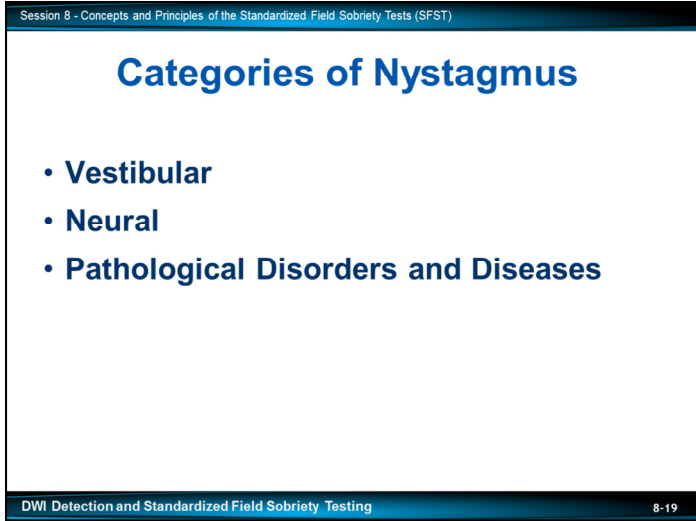 Session 8 - Concepts and Principles of the Standardized Field Sobriety Tests (SFST)
Categories of Nystagmus
• Vestibular
• Neural
• Pathological Disorders and Diseases
DWI Detection and Standardized Field Sobriety Testing 8-19